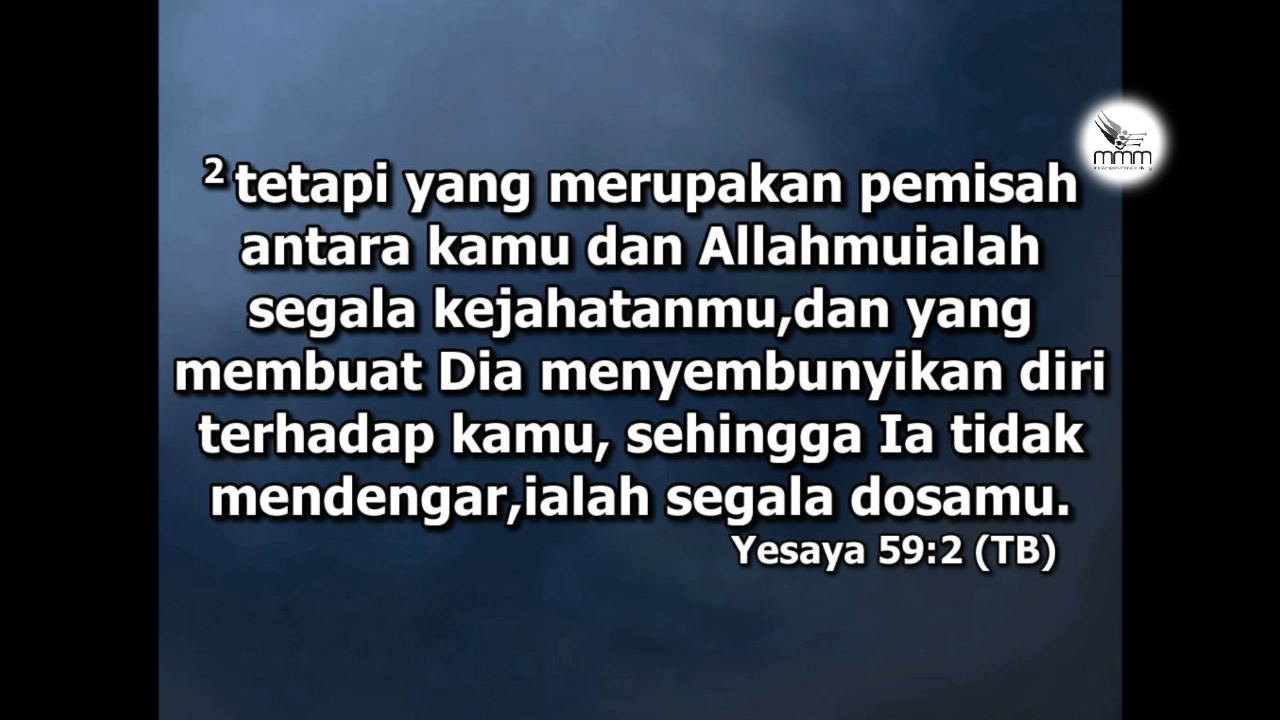 2 tetapi yang merupakan pemisah
antara kamu dan Allahmuialah
segala kejahatanmu,dan yang
membuat Dia menyembunyikan diri
terhadap kamu, sehingga Ia tidak
mendengar,ialah segala dosamu.
Yesaya 59:2 (TB)
mmm